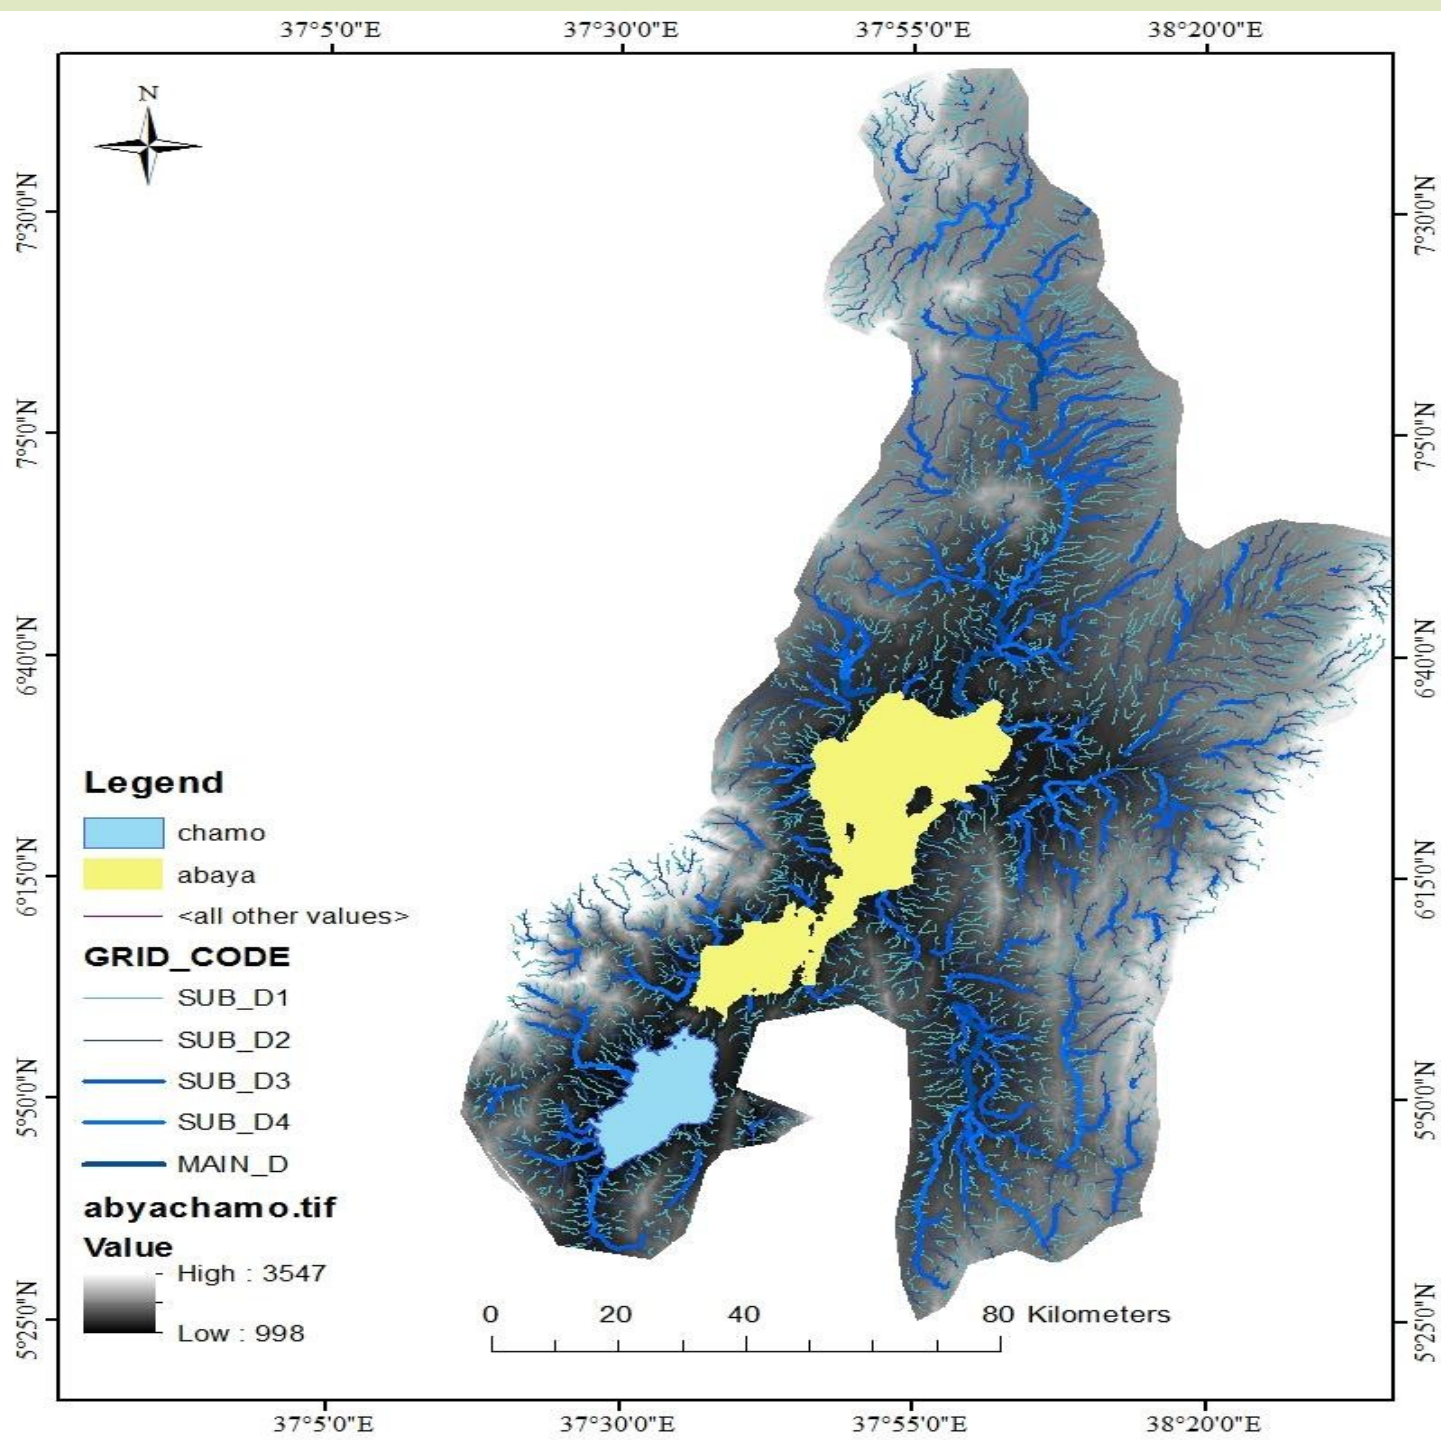 37°5'0"E 37°30'0"E 37°55'0"E 38°20'0"E
N
7°30'0"N 7°30'0"N
7°5'0"N 7°5'0"N
6°40'0"N 6°40'0"N
Legend
chamo
abaya
6°15'0"N 6°15'0"N
<all other values>
GRID_CODE
SUB_D1
SUB_D2
SUB_D3
5°50'0"N 5°50'0"N
SUB_D4
MAIN_D
abyachamo.tif
Value
High : 3547
Low : 998
5°25'0"N 5°25'0"N
0 20 40 80 Kilometers
37°5'0"E 37°30'0"E 37°55'0"E 38°20'0"E